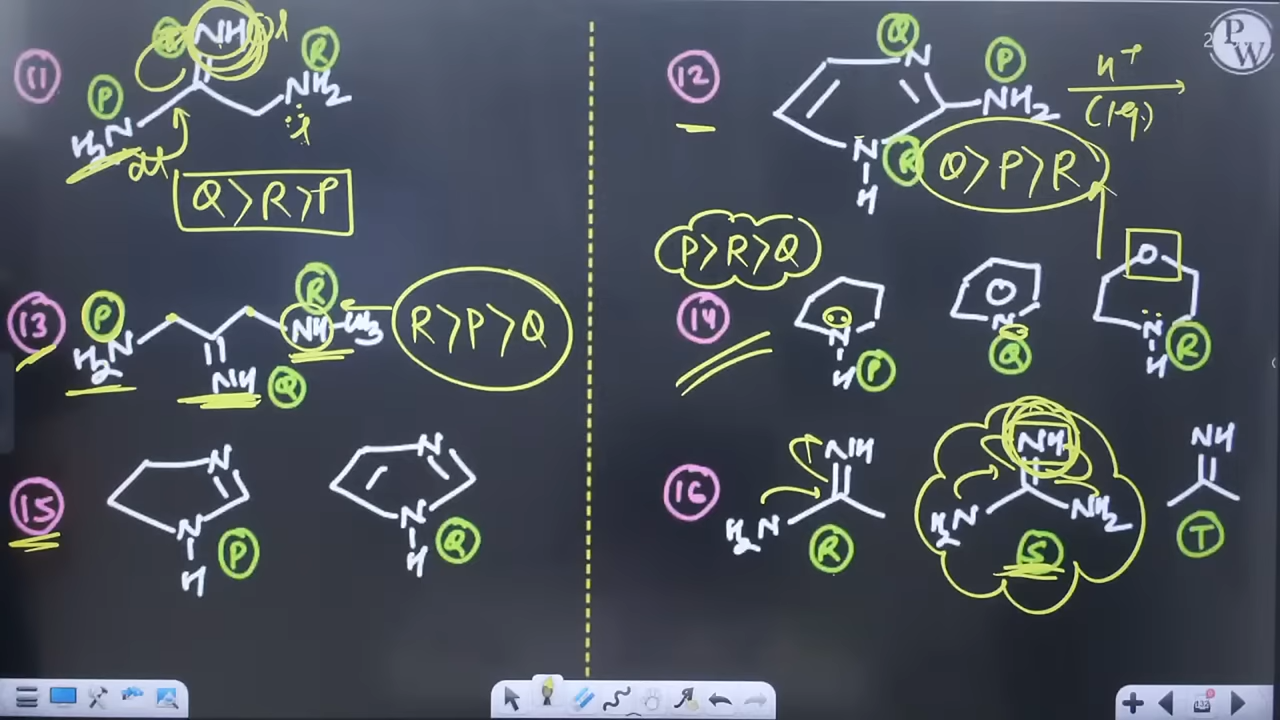 11
NH
R
P
H₂N
NH₂
Q>R>P
12
Q
N
P
NH₂
H⁺
(1eq)
N
H
R
Q>P>R
P W
13
P
H₂N
R
NH
CH₃
NH
Q
R>P>Q
P>R>Q
14
N
H
P
N
Q
O
N
H
R
15
N
N
H
P
N
N
H
Q
16
NH
H₂N
R
NH
H₂N
NH₂
S
NH
T
132